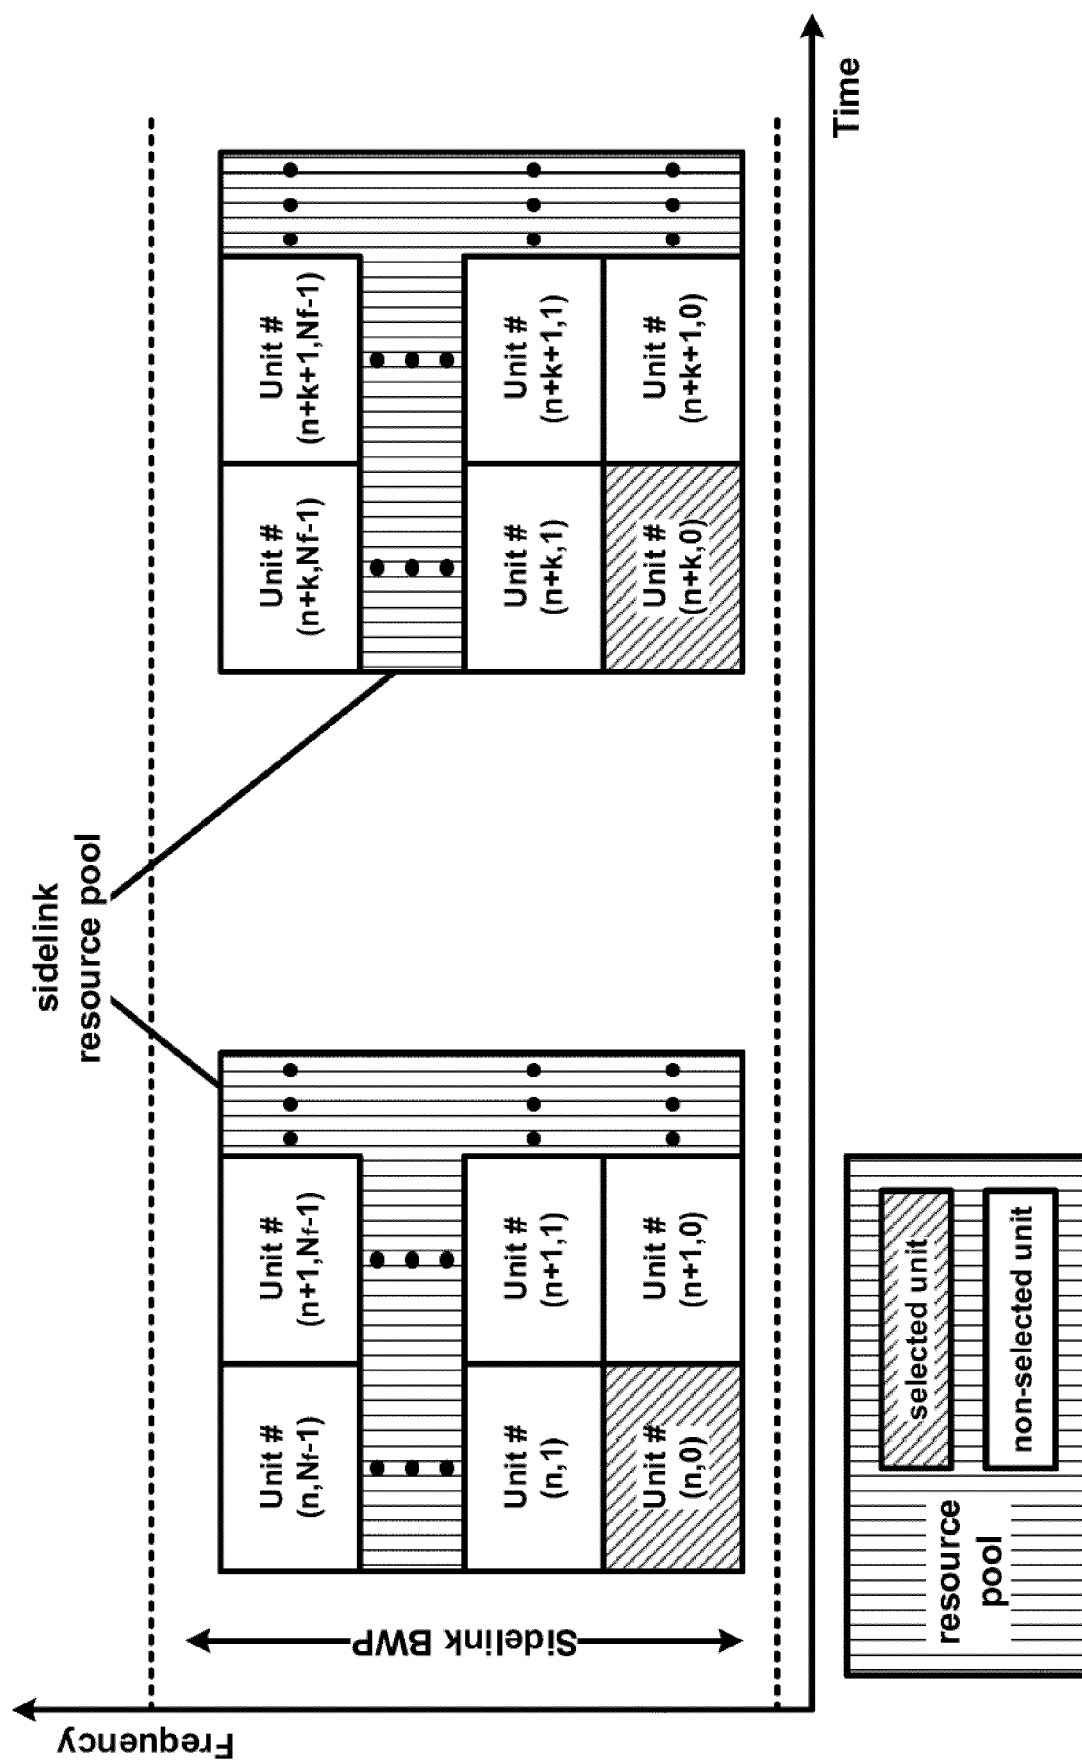 Frequency
Sidelink BWP
sidelink
resource pool
Unit #
(n,Nf-1)
Unit #
(n+1,Nf-1)
Unit #
(n,1)
Unit #
(n+1,1)
Unit #
(n,0)
Unit #
(n+1,0)
Unit #
(n+k,Nf-1)
Unit #
(n+k+1,Nf-1)
Unit #
(n+k,1)
Unit #
(n+k+1,1)
Unit #
(n+k,0)
Unit #
(n+k+1,0)
Time
resource
pool
selected unit
non-selected unit